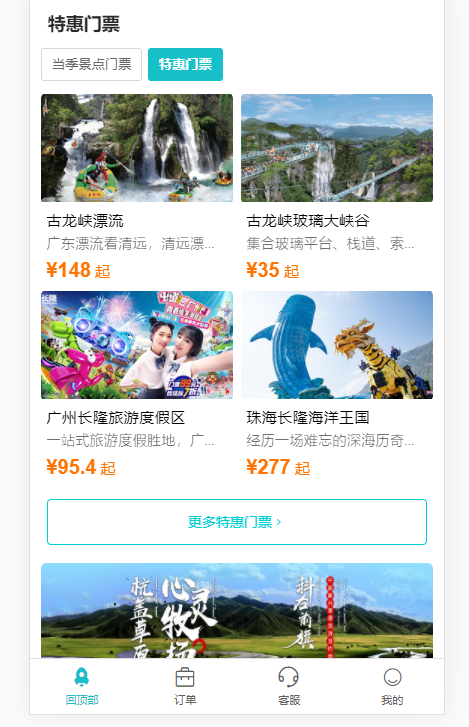 特惠门票
当季景点门票
特惠门票
古龙峡漂流
广东漂流看清远，清远漂...
¥148 起
古龙峡玻璃大峡谷
集合玻璃平台、栈道、索...
¥35 起
长隆
广州长隆旅游度假区
一站式旅游度假胜地，广...
¥95.4 起
珠海长隆海洋王国
经历一场难忘的深海历奇...
¥277 起
更多特惠门票 ›
心灵牧场
杭盖草原
科右前旗
回顶部
订单
客服
我的